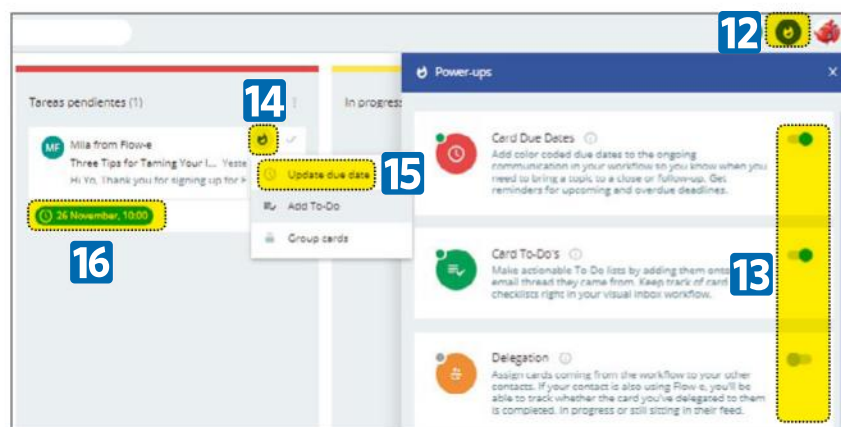 12
Power-ups
14
Tareas pendientes (1)
In progress
MF
Mila from Flow-e
Three Tips for Taming Your I... Yeste
Hi Yo, Thank you for signing up for F
26 November, 10:00
16
Update due date
15
Add To-Do
Group cards
Card Due Dates
Add color coded due dates to the ongoing
communication in your workflow so you know when you
need to bring a topic to a close or follow-up. Get
reminders for upcoming and overdue deadlines.
Card To-Do's
Make actionable To Do lists by adding them onto
email thread they came from. Keep track of card
checklists right in your visual inbox workflow.
13
Delegation
Assign cards coming from the workflow to your other
contacts. If your contact is also using Flow-e, you'll be
able to track whether the card you've delegated to them
is completed, in progress or still sitting in their feed.